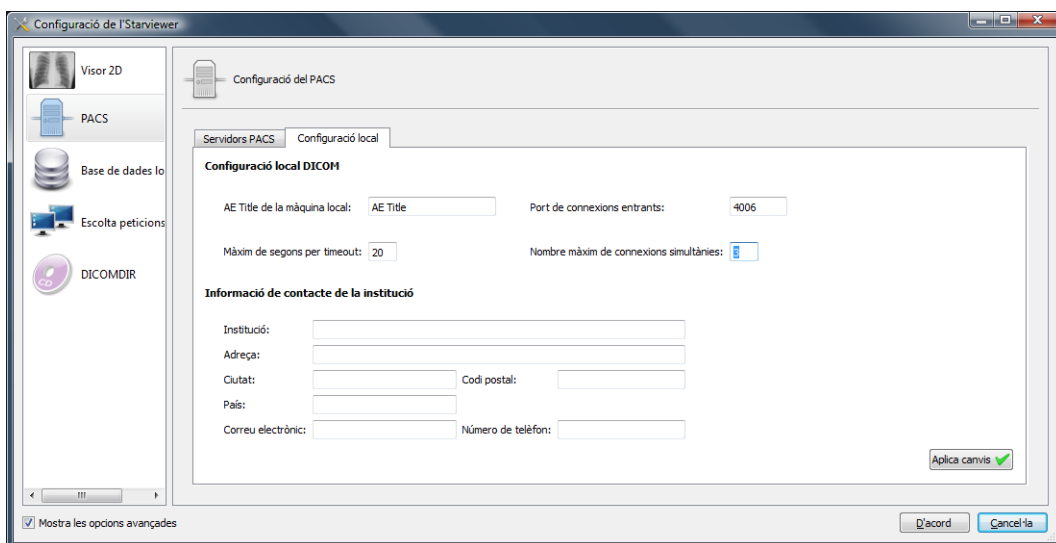 Configuració de l'Starviewer
Visor 2D
PACS
Base de dades lo
Escolta peticions
CD
DICOMDIR
Configuració del PACS
Servidors PACS Configuració local
Configuració local DICOM
AE Title de la màquina local: AE Title Port de connexions entrants: 4006
Màxim de segons per timeout: 20 Nombre màxim de connexions simultànies: 3
Informació de contacte de la institució
Institució:
Adreça:
Ciutat: Codi postal:
País:
Correu electrònic: Número de telèfon:
Aplica canvis
Mostra les opcions avançades D'acord Cancel·la